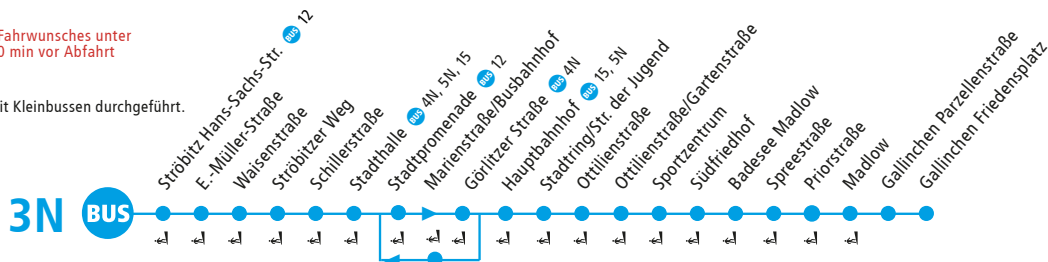 Fahrwunsches unter
0 min vor Abfahrt
it Kleinbussen durchgeführt.
3N BUS
Ströbitz Hans-Sachs-Str. BUS 12
E.-Müller-Straße
Waisenstraße
Ströbitzer Weg
Schillerstraße
Stadthalle BUS 4N, 5N, 15
Stadtpromenade BUS 12
Marienstraße/Busbahnhof
Görlitzer Straße BUS 4N
Hauptbahnhof BUS 15, 5N
Stadtring/Str. der Jugend
Ottilienstraße
Ottilienstraße/Gartenstraße
Sportzentrum
Südfriedhof
Badesee Madlow
Spreestraße
Priorstraße
Madlow
Gallinchen Parzellenstraße
Gallinchen Friedensplatz